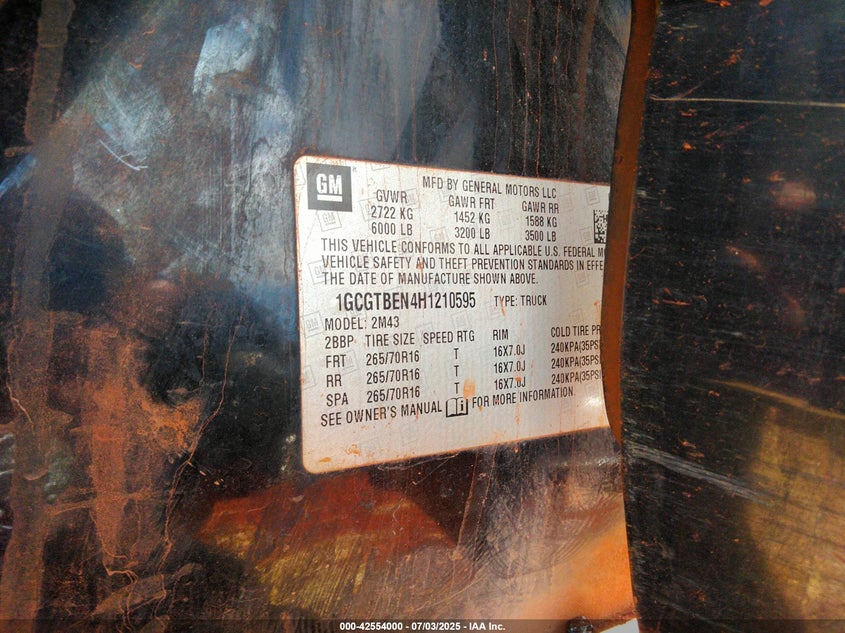 GM
MFD BY GENERAL MOTORS LLC
GVWR GAWR FRT GAWR RR
2722 KG 1452 KG 1588 KG
6000 LB 3200 LB 3500 LB
THIS VEHICLE CONFORMS TO ALL APPLICABLE U.S. FEDERAL M
VEHICLE SAFETY AND THEFT PREVENTION STANDARDS IN EFFE
THE DATE OF MANUFACTURE SHOWN ABOVE.
1GCGTBEN4H1210595 TYPE: TRUCK
MODEL: 2M43
2BBP TIRE SIZE SPEED RTG RIM COLD TIRE PR
FRT 265/70R16 T 16X7.0J 240KPA(35PSI
RR 265/70R16 T 16X7.0J 240KPA(35PSI
SPA 265/70R16 T 16X7.0J 240KPA(35PSI
SEE OWNER'S MANUAL FOR MORE INFORMATION.
000-42554000 - 07/03/2025 - IAA Inc.